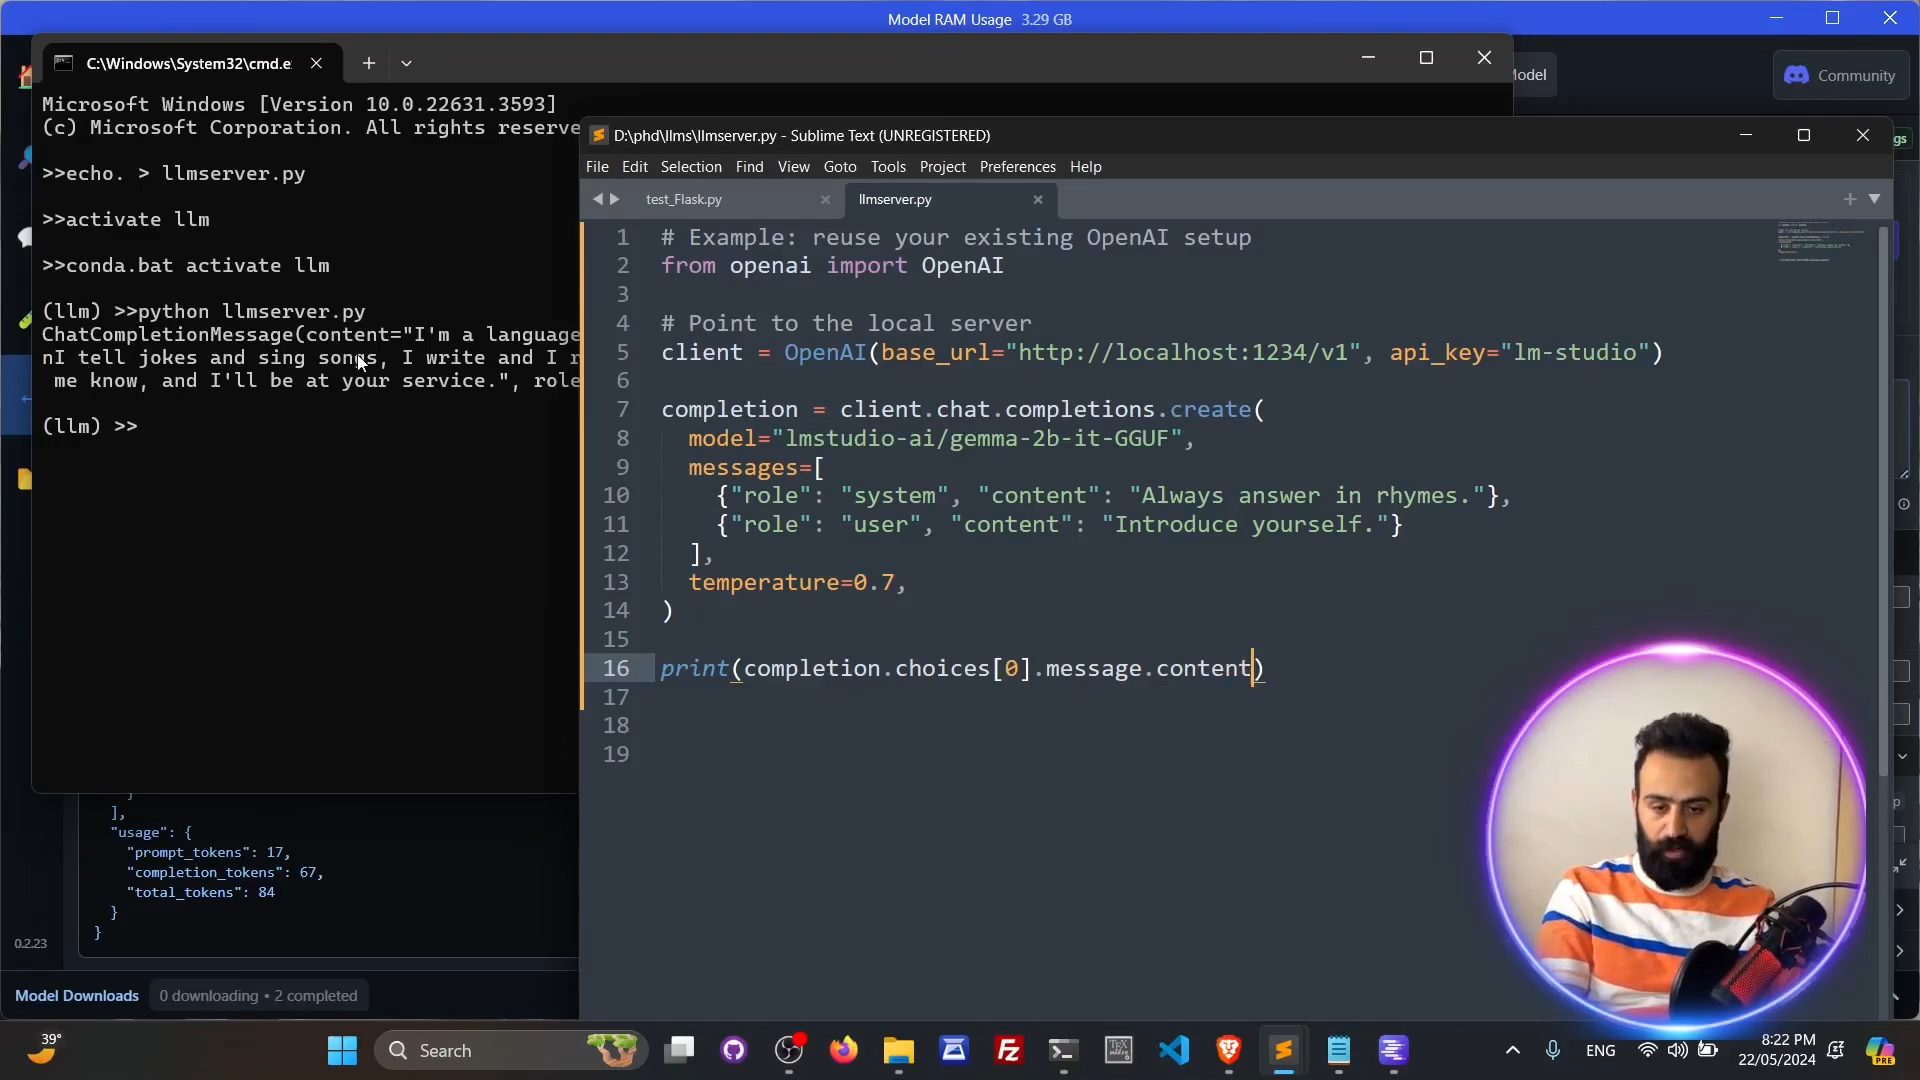 Model RAM Usage 3.29 GB
C:\Windows\System32\cmd.e
Model
Community
Microsoft Windows [Version 10.0.22631.3593]
(c) Microsoft Corporation. All rights reserve
>>echo. > llmserver.py
>>activate llm
>>conda.bat activate llm
(llm) >>python llmserver.py
ChatCompletionMessage(content="I'm a language
nI tell jokes and sing songs, I write and I r
me know, and I'll be at your service.", role
(llm) >>
D:\phd\llms\llmserver.py - Sublime Text (UNREGISTERED)
File Edit Selection Find View Goto Tools Project Preferences Help
test_Flask.py
llmserver.py
1 # Example: reuse your existing OpenAI setup
2 from openai import OpenAI
3
4 # Point to the local server
5 client = OpenAI(base_url="http://localhost:1234/v1", api_key="lm-studio")
6
7 completion = client.chat.completions.create(
8 model="lmstudio-ai/gemma-2b-it-GGUF",
9 messages=[
10 {"role": "system", "content": "Always answer in rhymes."},
11 {"role": "user", "content": "Introduce yourself."}
12 ],
13 temperature=0.7,
14 )
15
16 print(completion.choices[0].message.content)
17
18
19
],
"usage": {
"prompt_tokens": 17,
"completion_tokens": 67,
"total_tokens": 84
}
}
0.2.23
Model Downloads 0 downloading • 2 completed
39°
Search
ENG
8:22 PM
22/05/2024
PRE